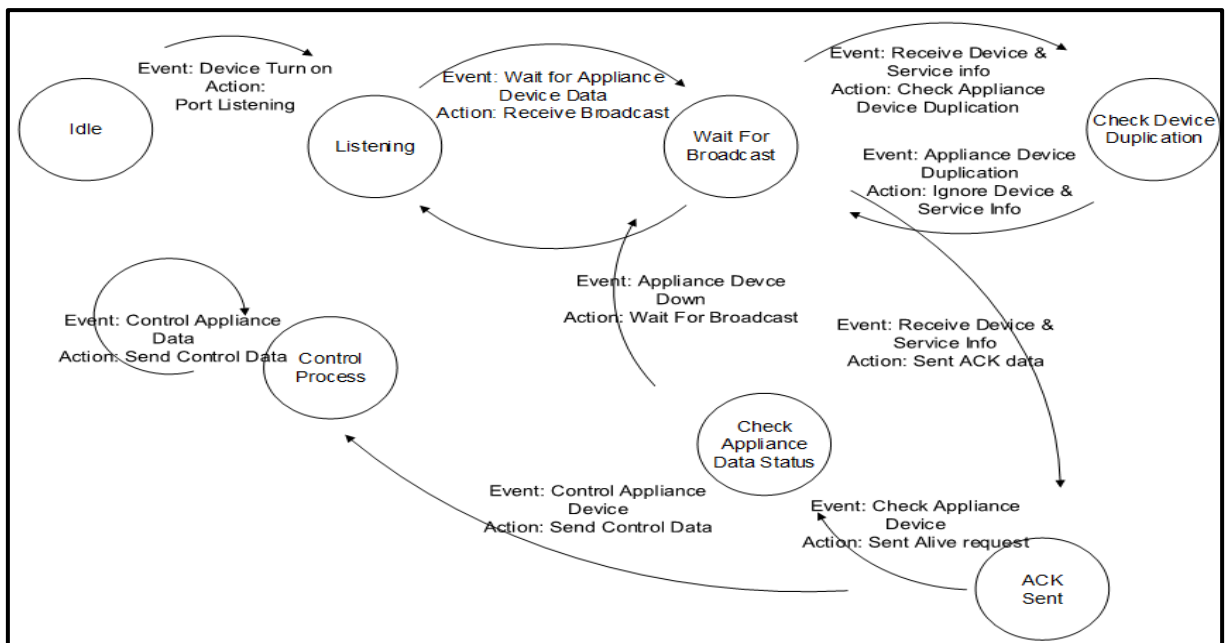 Event: Device Turn on
Action:
Port Listening
Idle
Event: Wait for Appliance
Device Data
Action: Receive Broadcast
Listening
Wait For
Broadcast
Event: Receive Device &
Service info
Action: Check Appliance
Device Duplication
Check Device
Duplication
Event: Appliance Device
Duplication
Action: Ignore Device &
Service Info
Event: Appliance Devce
Down
Action: Wait For Broadcast
Event: Control Appliance
Data
Action: Send Control Data
Control
Process
Event: Receive Device &
Service Info
Action: Sent ACK data
Check
Appliance
Data Status
Event: Control Appliance
Device
Action: Send Control Data
Event: Check Appliance
Device
Action: Sent Alive request
ACK
Sent